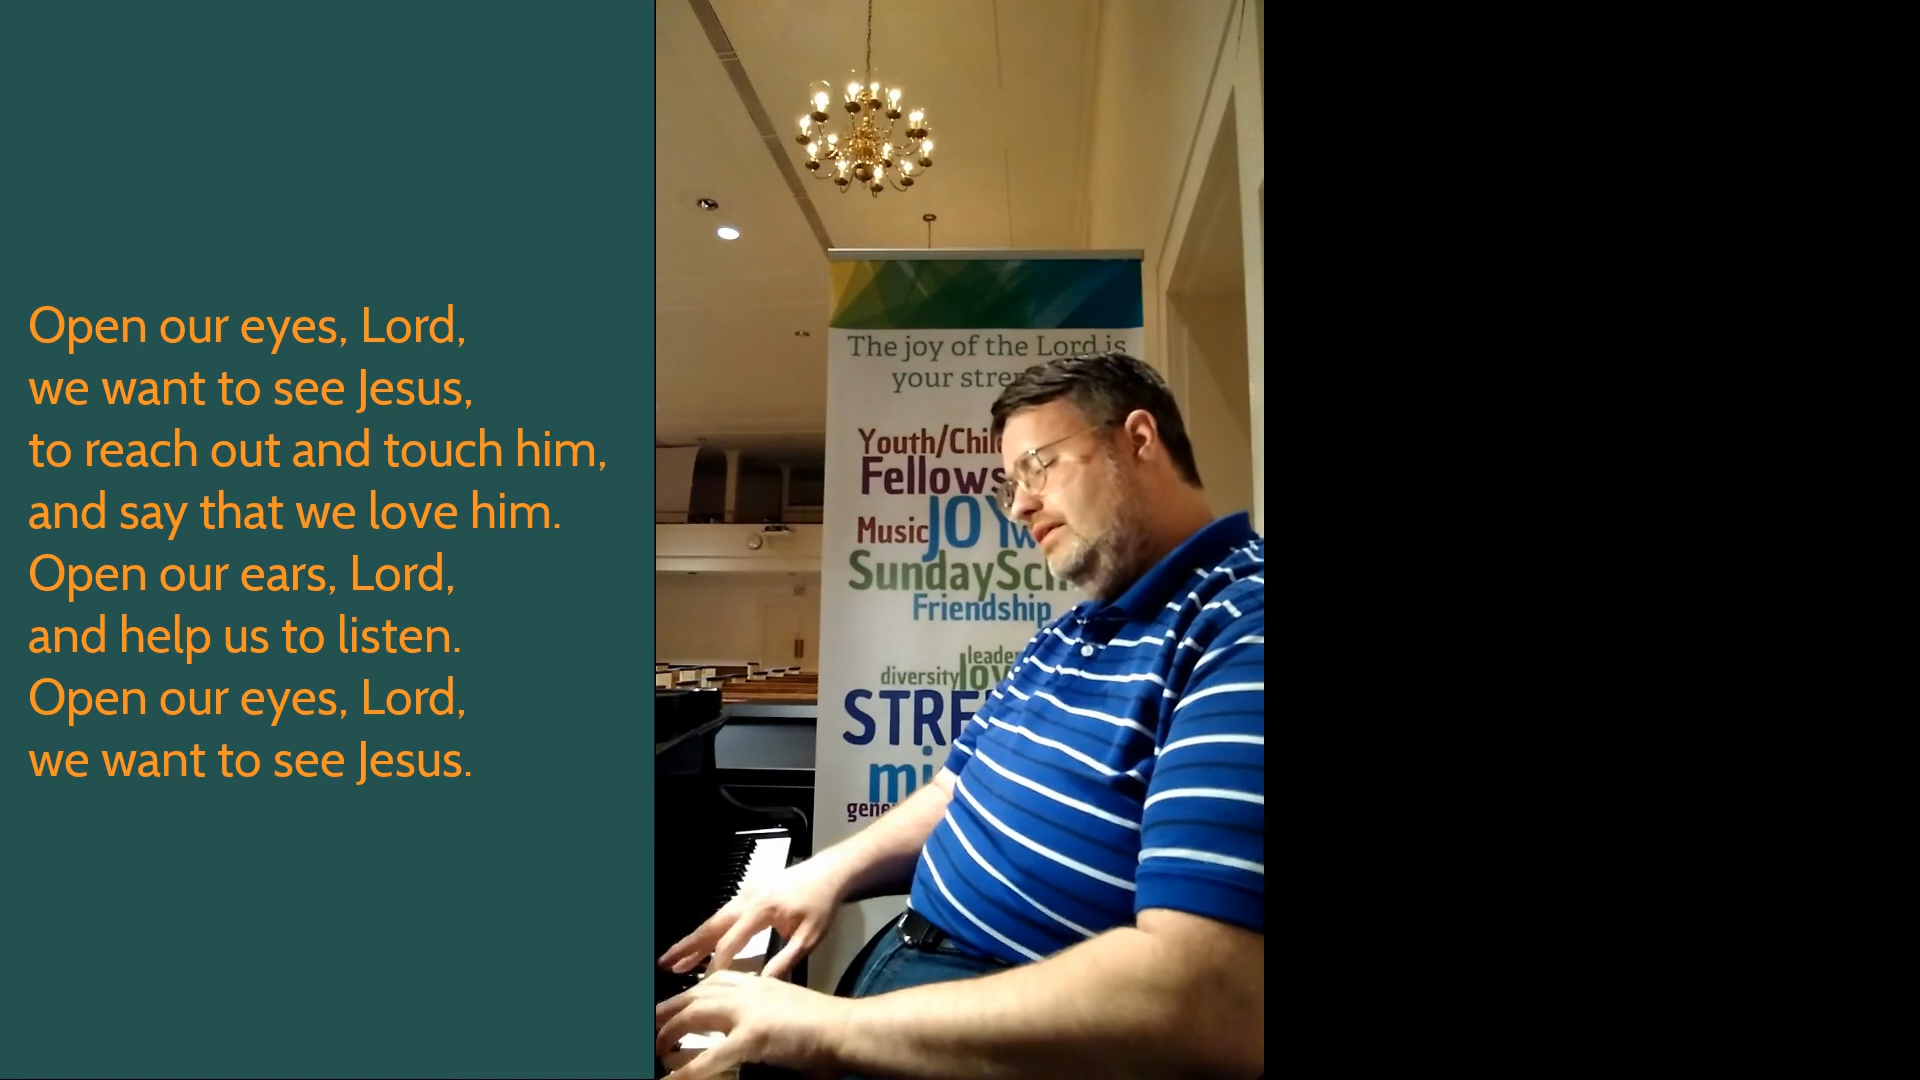 Open our eyes, Lord,
we want to see Jesus,
to reach out and touch him,
and say that we love him.
Open our ears, Lord,
and help us to listen.
Open our eyes, Lord,
we want to see Jesus.
The joy of the Lord is
your
Youth/
Music JOY
Friendship
diversity